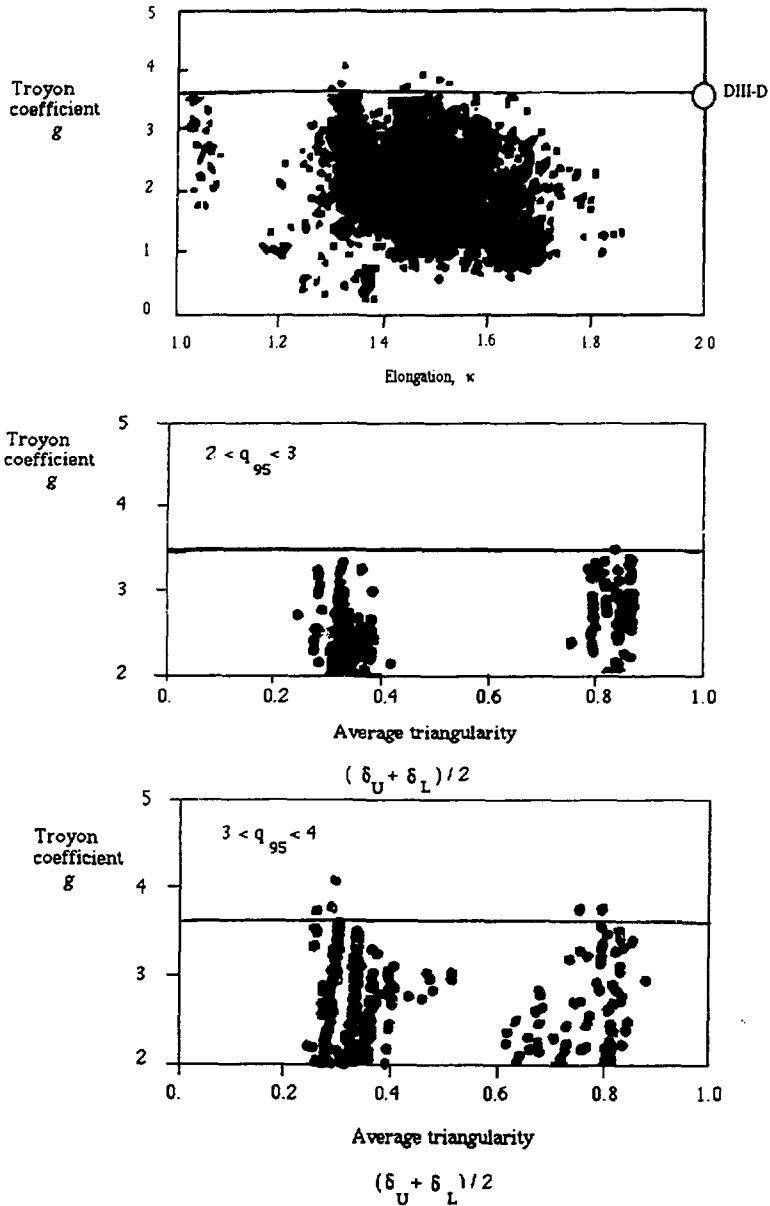 5
4
Troyon
coefficient
g
DIII-D
3
2
1
0
1.0 1.2 1 4 1.6 1.8 2 0
Elongation, κ
5
Troyon
coefficient
g
2 < q95 < 3
4
3
2
0. 0.2 0.4 0.6 0.8 1.0
Average triangularity
( δU + δL ) / 2
5
Troyon
coefficient
g
3 < q95 < 4
4
3
2
0. 0.2 0.4 0.6 0.8 1.0
Average triangularity
(δU + δL ) / 2